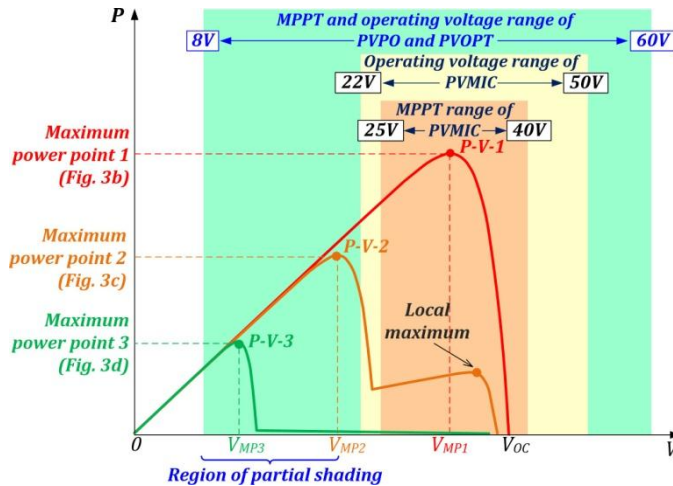 P
MPPT and operating voltage range of
8V
PVPO and PVOPT
60V
Operating voltage range of
22V
PVMIC
50V
MPPT range of
25V
PVMIC
40V
Maximum
power point 1
(Fig. 3b)
P-V-1
Maximum
power point 2
(Fig. 3c)
P-V-2
Local
maximum
Maximum
power point 3
(Fig. 3d)
P-V-3
0
VMP3
VMP2
VMP1
VOC
V
Region of partial shading